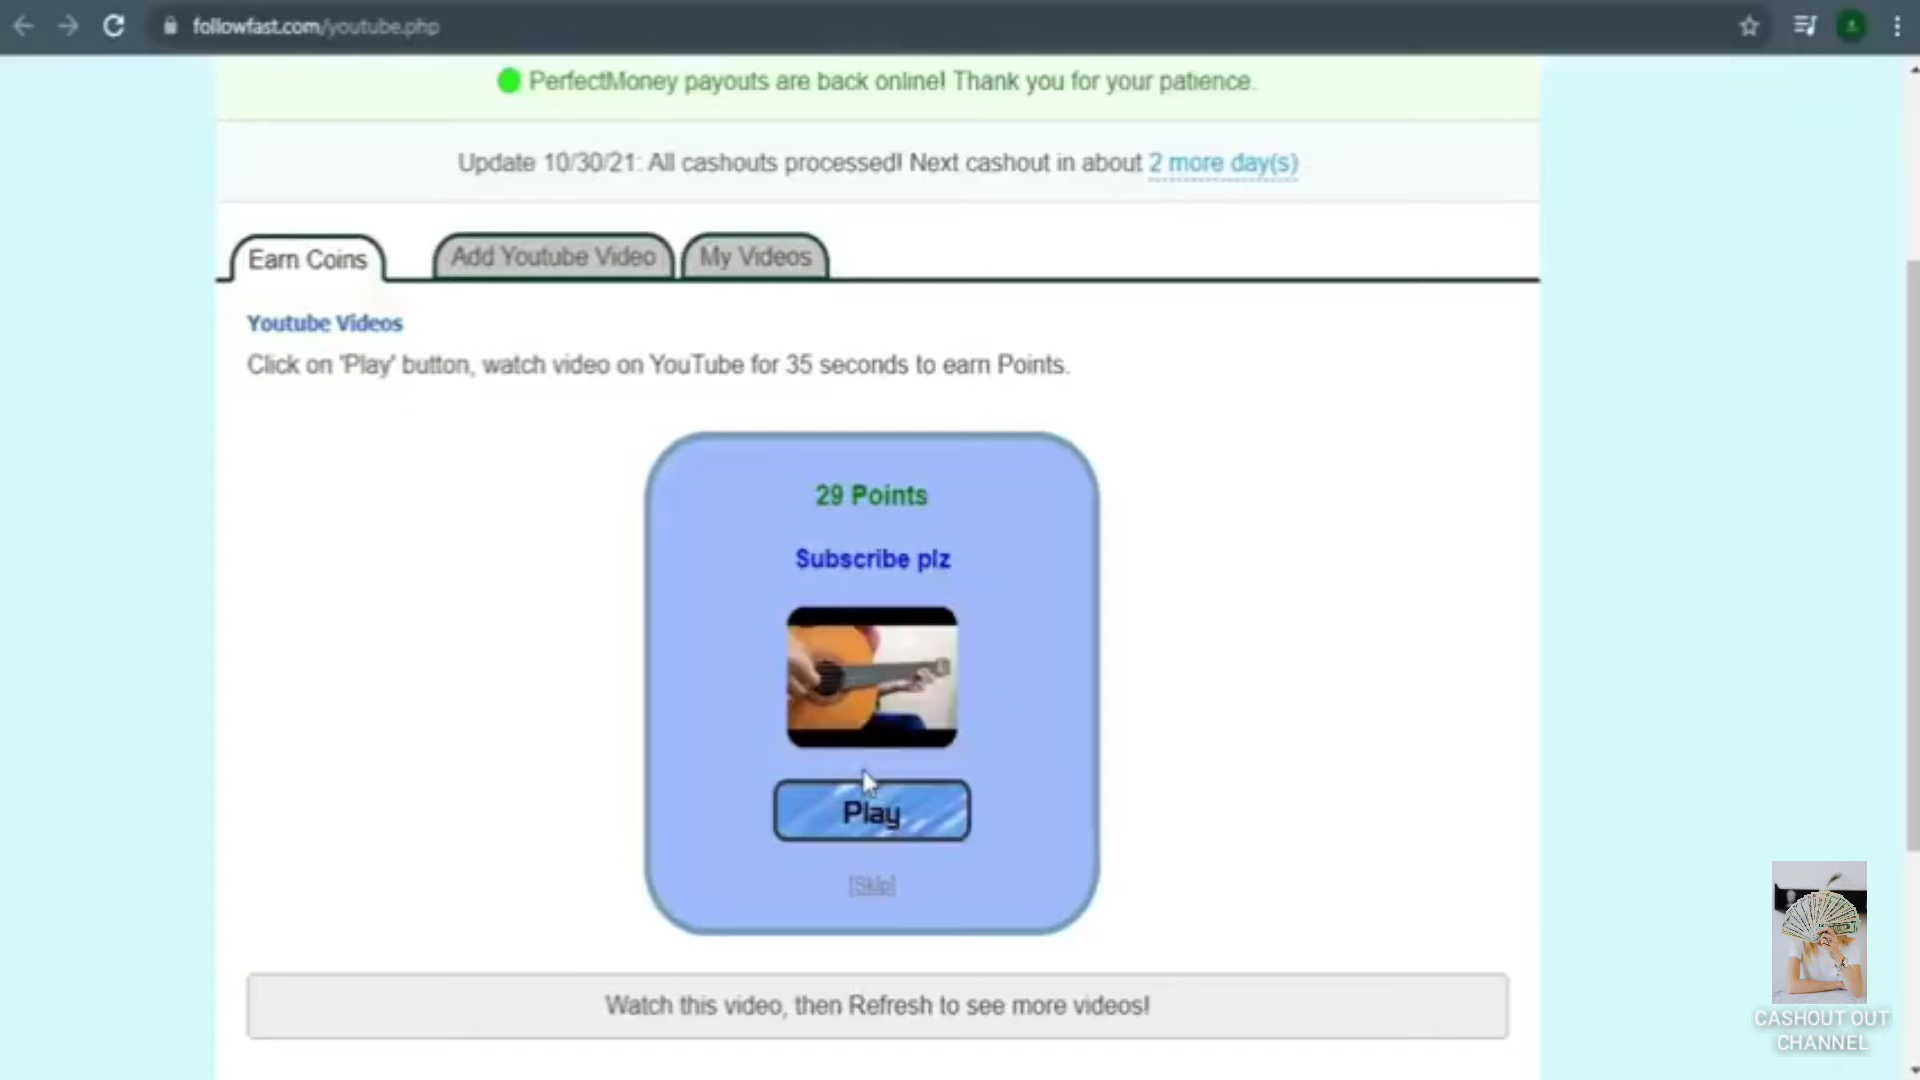 followfast.com/youtube.php
PerfectMoney payouts are back online! Thank you for your patience.
Update 10/30/21: All cashouts processed! Next cashout in about 2 more day(s)
Earn Coins
Add Youtube Video
My Videos
Youtube Videos
Click on 'Play' button, watch video on YouTube for 35 seconds to earn Points.
29 Points
Subscribe plz
Play
[Skip]
Watch this video, then Refresh to see more videos!
CASHOUT OUT
CHANNEL